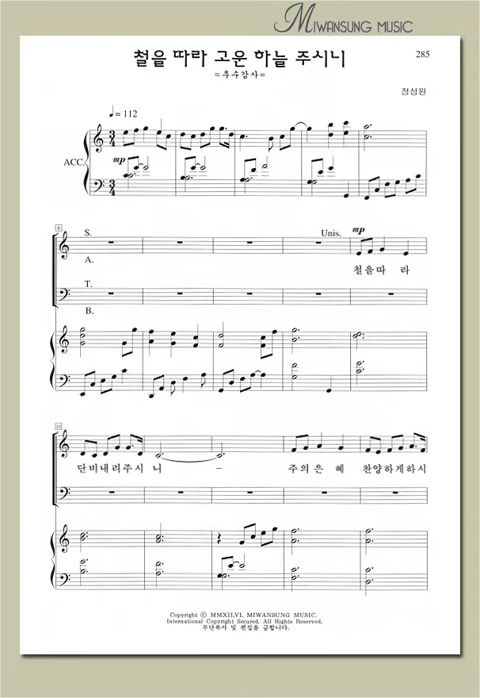 MIWANSUNG MUSIC
철을 따라 고운 하늘 주시니
285
=추수감사=
정성원
♩= 112
ACC.
mp
6
S.
Unis.
mp
A.
철을따 라
T.
B.
12
단비내려주시 니 - 주의은 혜 찬양하게하시
Copyright ⓒ MMXILVI. MIWANSUNG MUSIC.
International Copyright Secured. All Rights Reserved.
무단복사 및 편집을 금합니다.